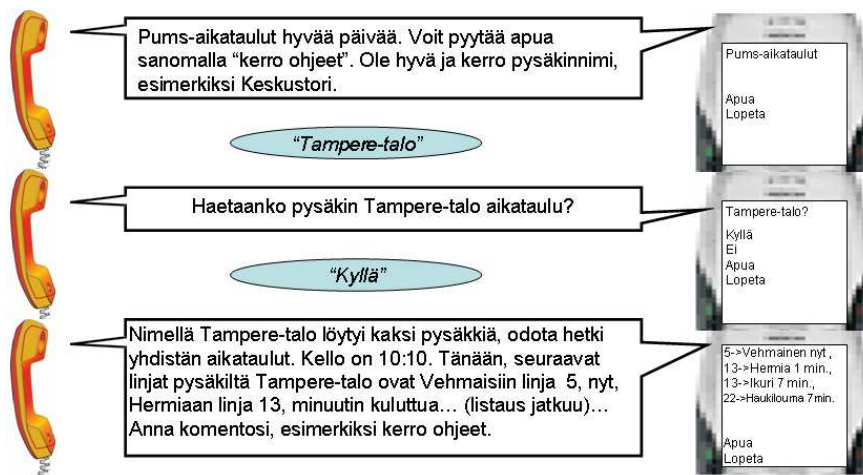 Pums-aikataulut hyvää päivää. Voit pyytää apua
sanomalla “kerro ohjeet”. Ole hyvä ja kerro pysäkinnimi,
esimerkiksi Keskustori.
Pums-aikataulut
Apua
Lopeta
“Tampere-talo”
Haetaanko pysäkin Tampere-talo aikataulu?
Tampere-talo?
Kyllä
Ei
Apua
Lopeta
“Kyllä”
Nimellä Tampere-talo löytyi kaksi pysäkkiä, odota hetki
yhdistän aikataulut. Kello on 10:10. Tänään, seuraavat
linjat pysäkiltä Tampere-talo ovat Vehmaisiin linja 5, nyt,
Hermiaan linja 13, minuutin kuluttua… (listaus jatkuu)…
Anna komentosi, esimerkiksi kerro ohjeet.
5->Vehmainen nyt ,
13->Hermia 1 min.,
13->Ikuri 7 min.,
22->Haukilouma 7min.
Apua
Lopeta